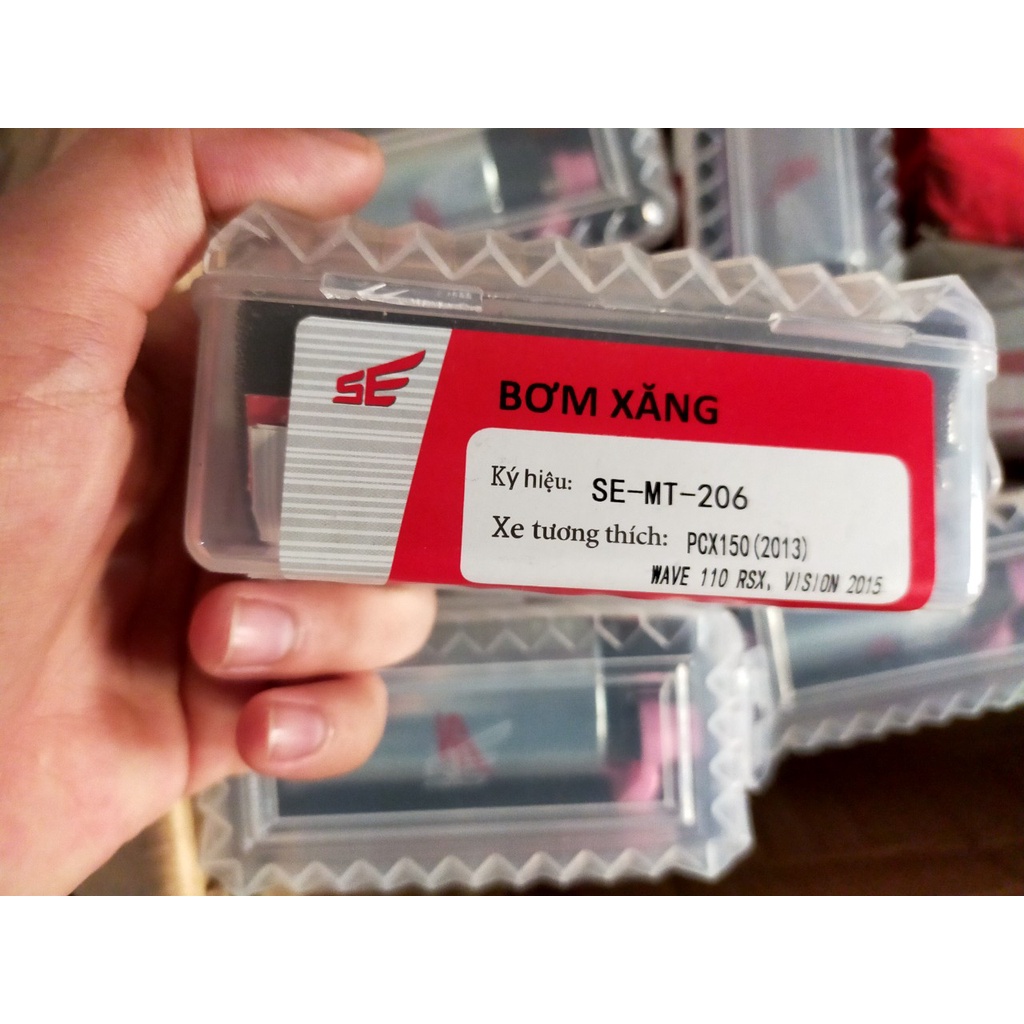 SE
BƠM XĂNG
Ký hiệu: SE-MT-206
Xe tương thích: PCX150(2013)
WAVE 110 RSX, VISION 2015